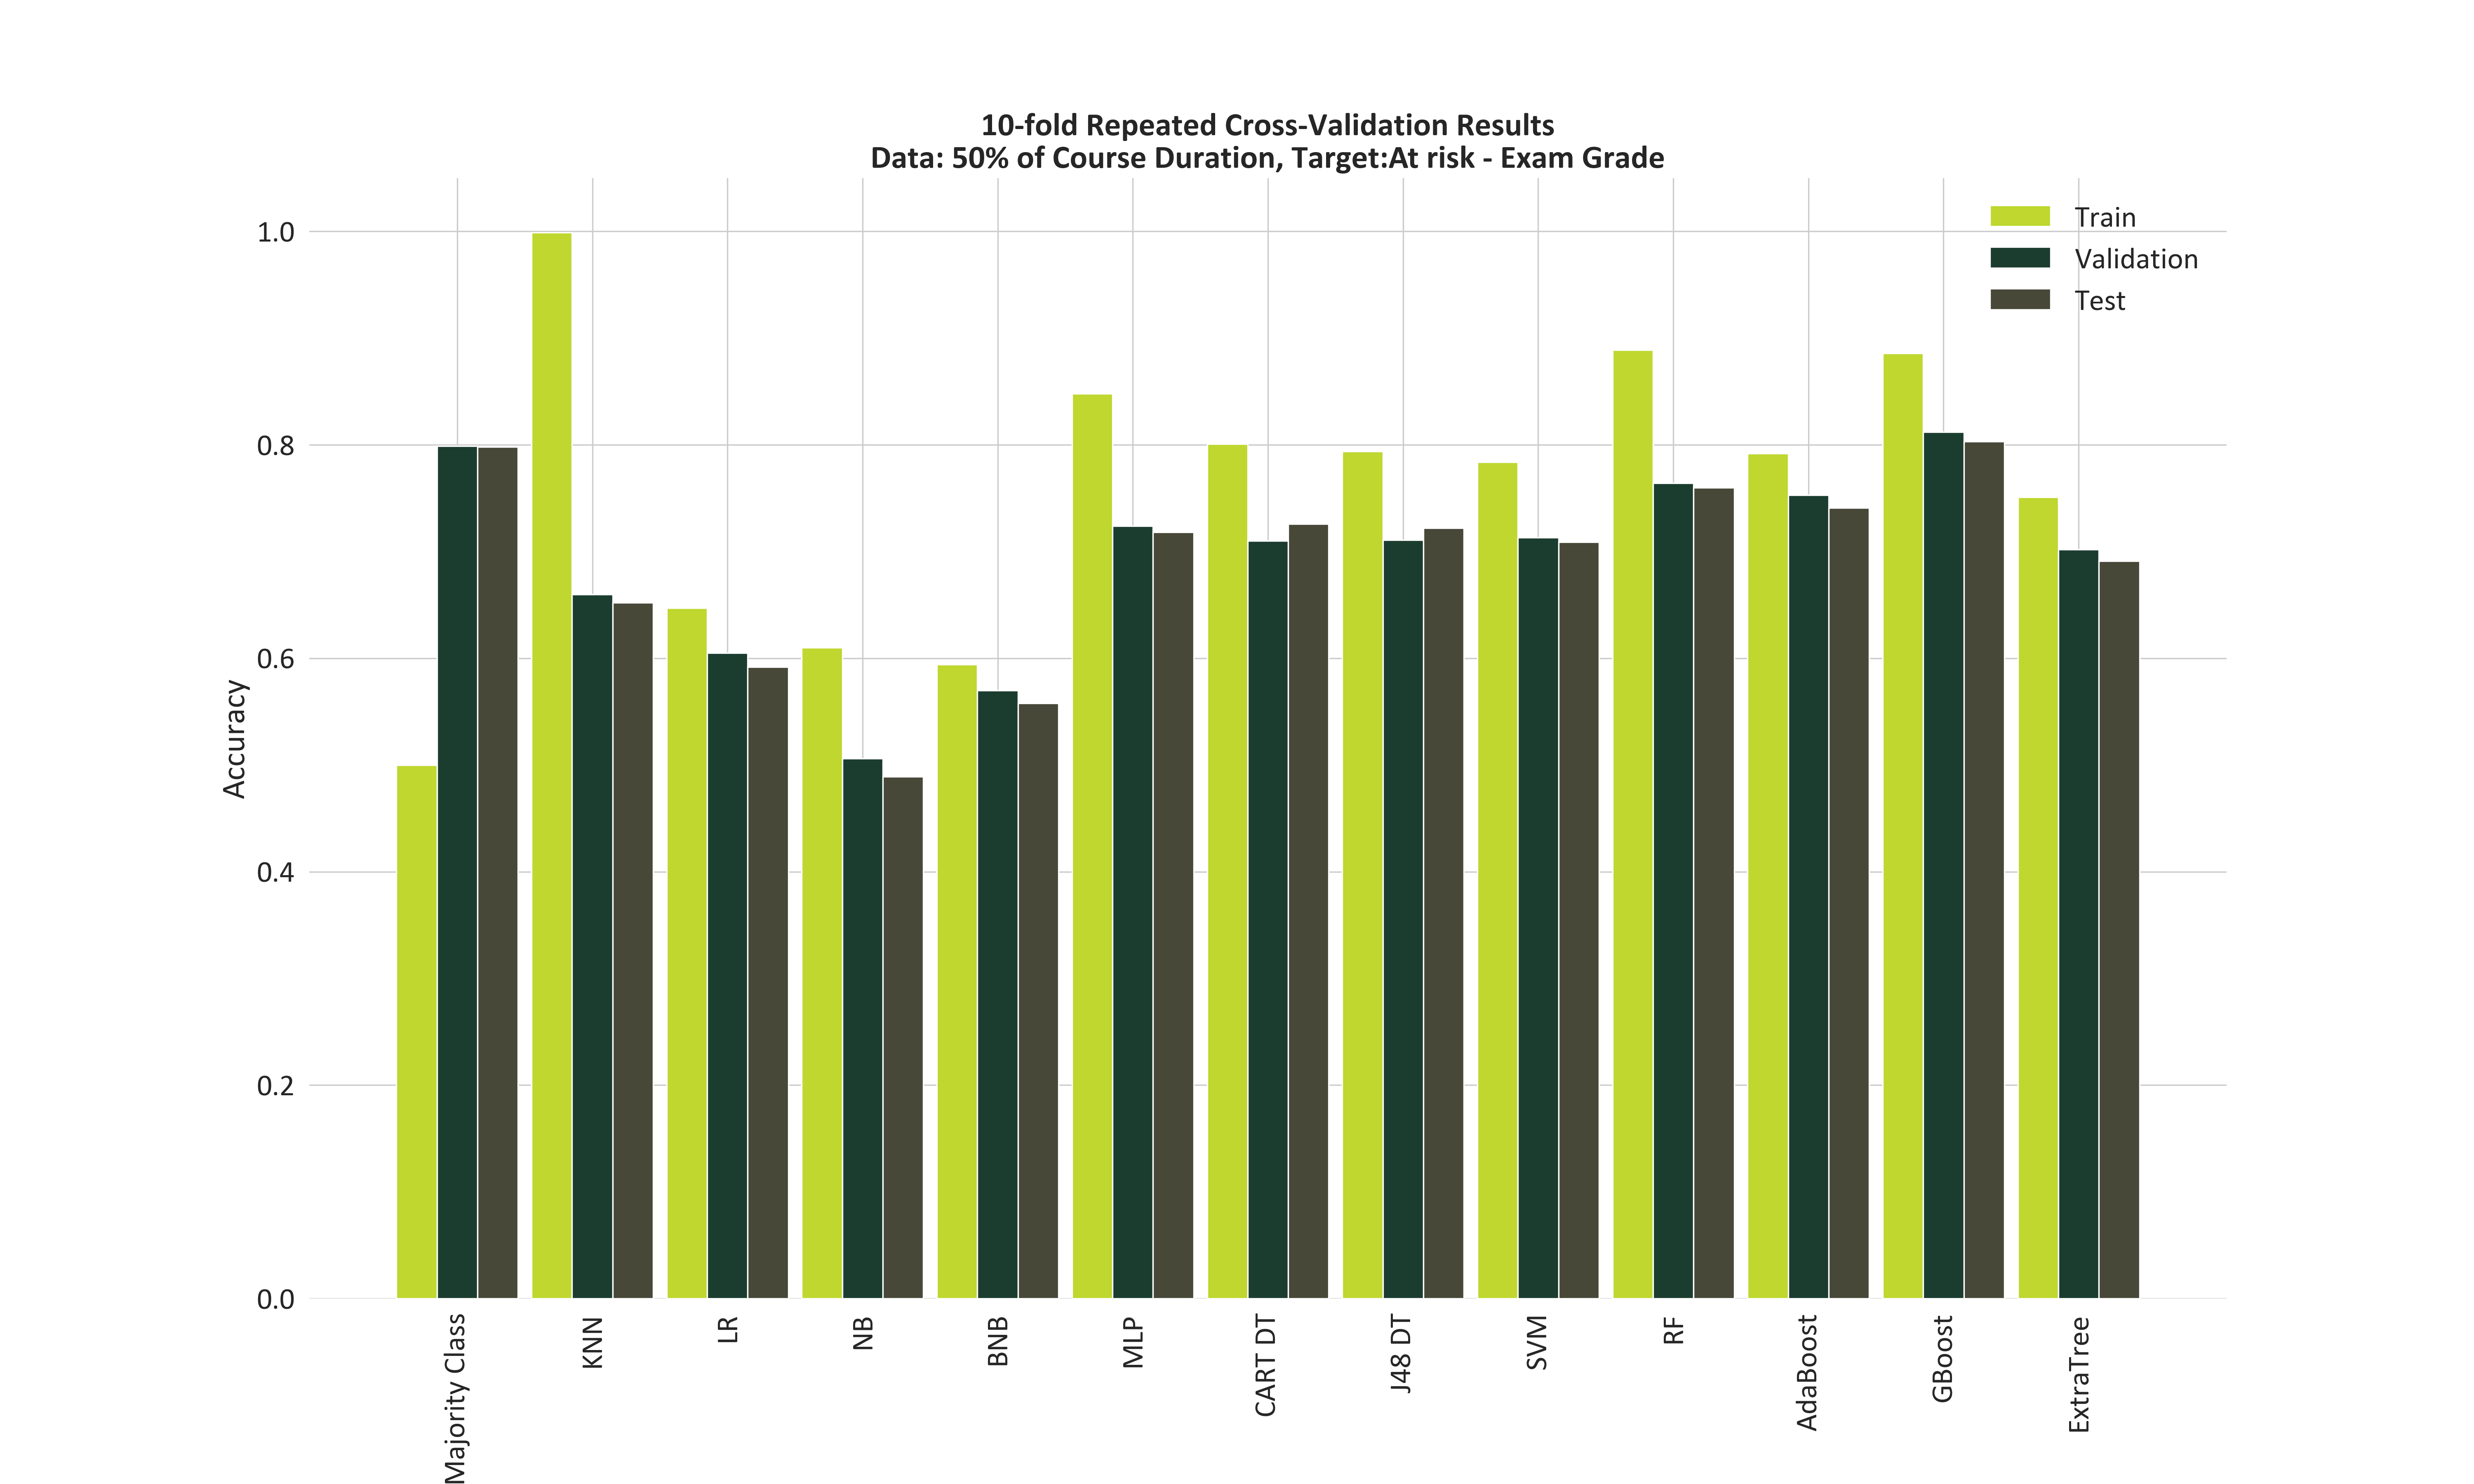 10-fold Repeated Cross-Validation Results
Data: 50% of Course Duration, Target:At risk - Exam Grade
Train
Validation
Test
1.0
0.8
0.6
0.4
0.2
0.0
Accuracy
Majority Class
KNN
LR
NB
BNB
MLP
CART DT
J48 DT
SVM
RF
AdaBoost
GBoost
ExtraTree